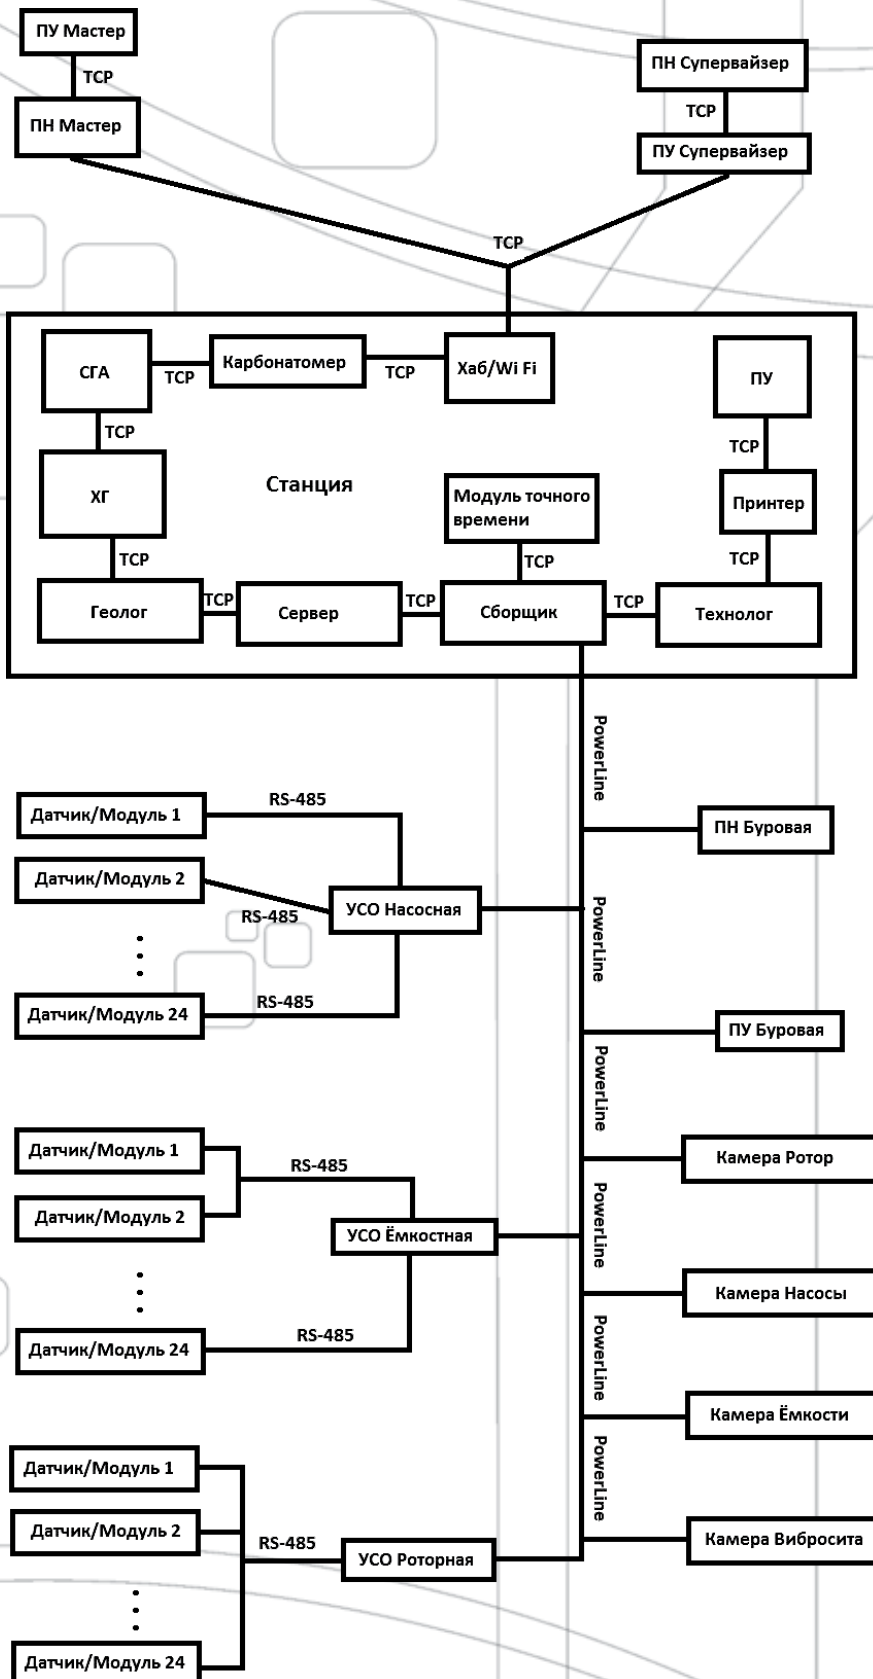 ПУ Мастер
TCP
ПН Мастер
ПН Супервайзер
TCP
ПУ Супервайзер
TCP
СГА
TCP
Карбонатомер
TCP
Хаб/Wi Fi
ПУ
TCP
TCP
ХГ
Станция
Модуль точного
времени
Принтер
TCP
TCP
TCP
Геолог
TCP
Сервер
TCP
Сборщик
TCP
Технолог
PowerLine
RS-485
Датчик/Модуль 1
ПН Буровая
Датчик/Модуль 2
RS-485
УСО Насосная
PowerLine
RS-485
Датчик/Модуль 24
ПУ Буровая
PowerLine
Датчик/Модуль 1
RS-485
Камера Ротор
Датчик/Модуль 2
УСО Ёмкостная
PowerLine
Камера Насосы
RS-485
Датчик/Модуль 24
PowerLine
Камера Ёмкости
Датчик/Модуль 1
PowerLine
Датчик/Модуль 2
RS-485
УСО Роторная
Камера Вибросита
Датчик/Модуль 24